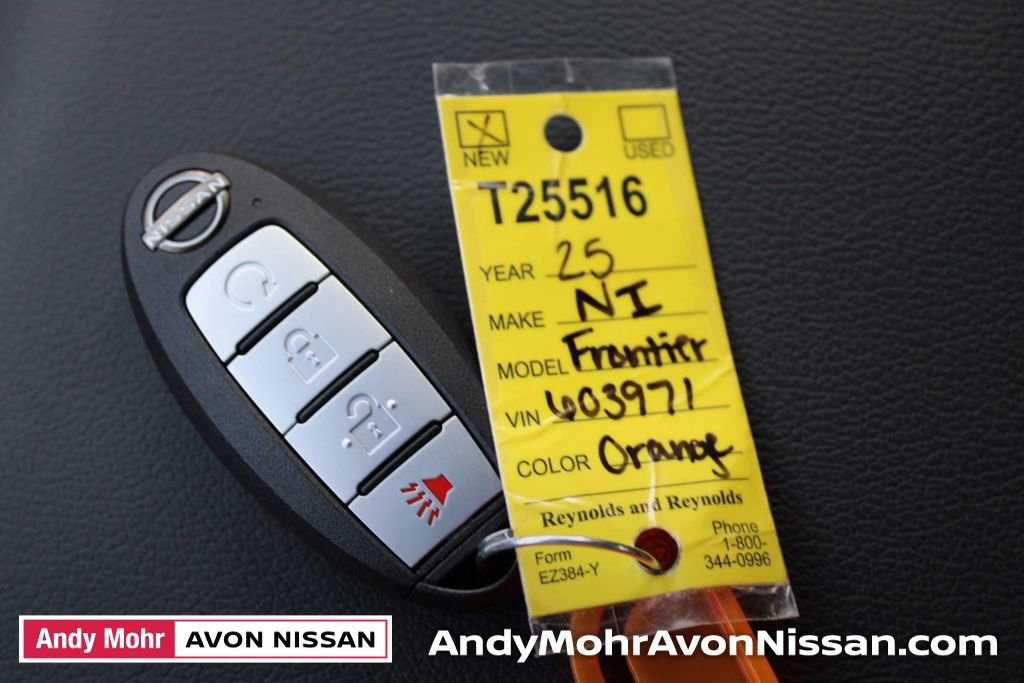 NISSAN
NEW
USED
T25516
YEAR 25
MAKE NI
MODEL Frontier
VIN 603971
COLOR Orange
Reynolds and Reynolds
Form
EZ384-Y
Phone
1-800-
344-0996
Andy Mohr AVON NISSAN
AndyMohrAvonNissan.com